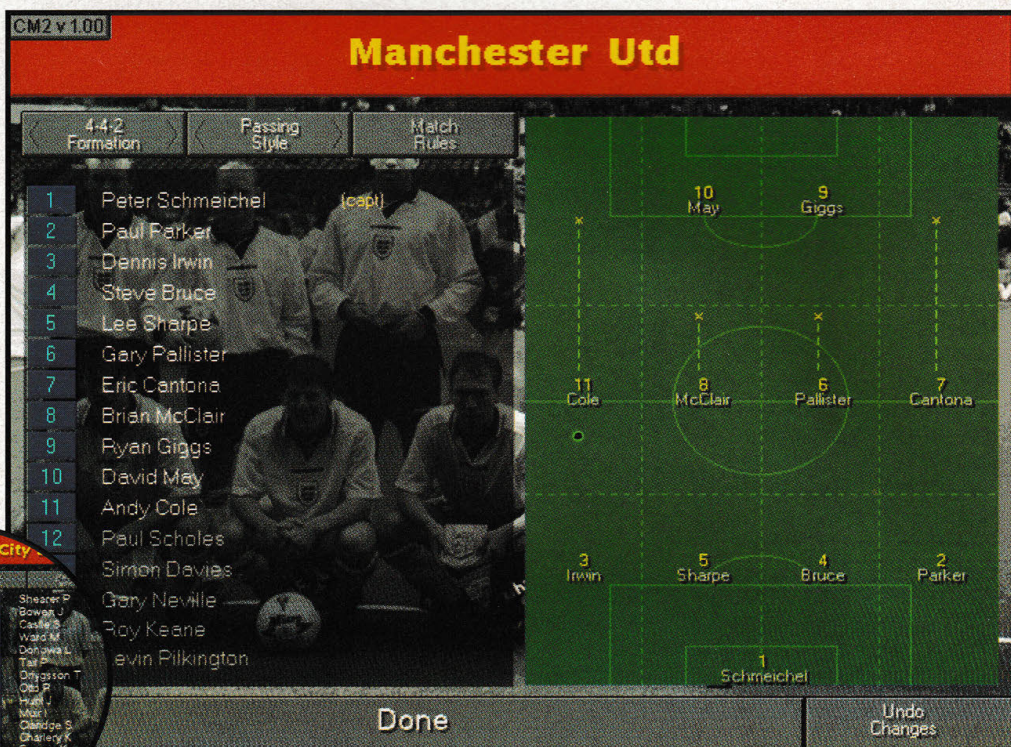 CM2 v 1.00
Manchester Utd
4-4-2
Formation
Passing
Style
Match
Rules
1 Peter Schmeichel (capt)
2 Paul Parker
3 Dennis Irwin
4 Steve Bruce
5 Lee Sharpe
6 Gary Pallister
7 Eric Cantona
8 Brian McClair
9 Ryan Giggs
10 David May
11 Andy Cole
12 Paul Scholes
Simon Davies
Gary Neville
Roy Keane
Kevin Pilkington
10 9
May Giggs
11 8 6 7
Cole McClair Pallister Cantona
3 5 4 2
Irwin Sharpe Bruce Parker
1
Schmeichel
City
Shearer P
Bowen J
Castle S
Ward M
Donowa L
Tait P
Otto R
Hunt J
Muir I
Claridge S
Charlery K
Done
Undo
Changes